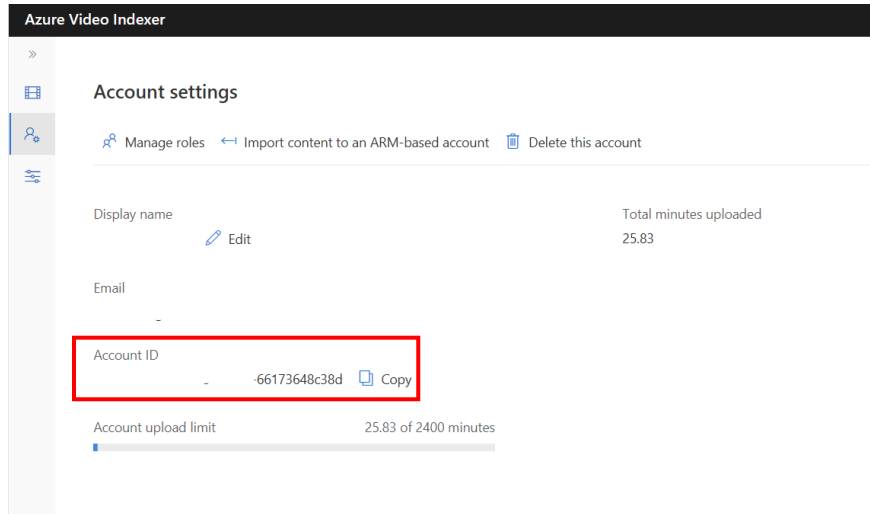 Azure Video Indexer
Account settings
Manage roles Import content to an ARM-based account Delete this account
Display name Total minutes uploaded
Edit 25.83
Email
-
Account ID
- -66173648c38d Copy
Account upload limit 25.83 of 2400 minutes